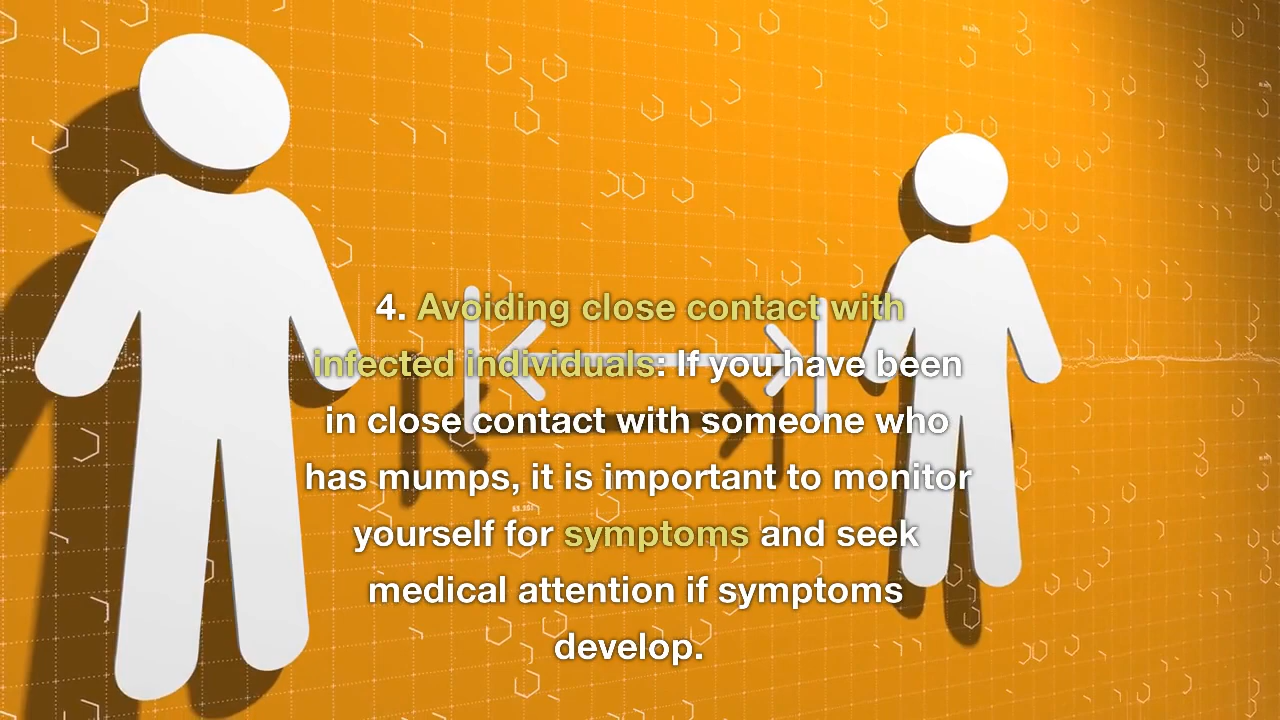 4. Avoiding close contact with
infected individuals: If you have been
in close contact with someone who
has mumps, it is important to monitor
yourself for symptoms and seek
medical attention if symptoms
develop.